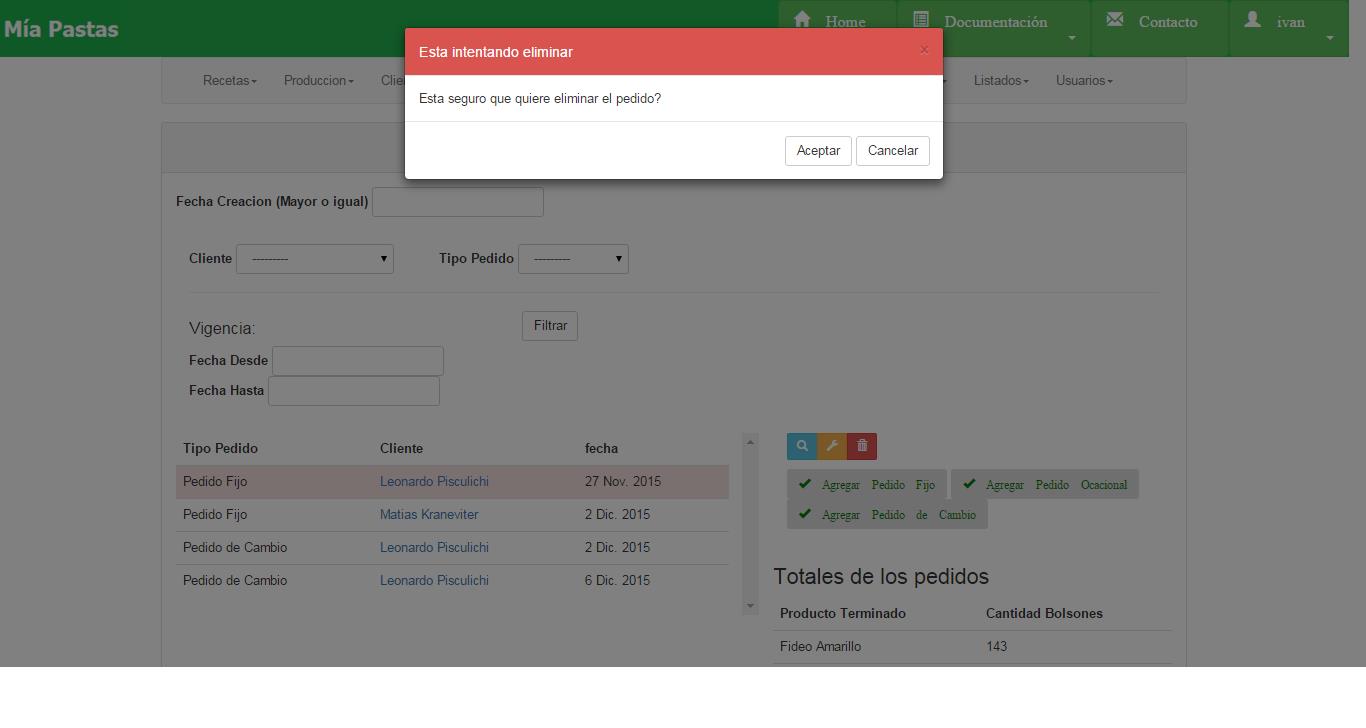 Mía Pastas
Home
Documentación
Contacto
ivan
Esta intentando eliminar
×
Esta seguro que quiere eliminar el pedido?
Aceptar
Cancelar
Recetas
Produccion
Listados
Usuarios
Fecha Creacion (Mayor o igual)
Cliente
---------
Tipo Pedido
---------
Vigencia:
Filtrar
Fecha Desde
Fecha Hasta
Tipo Pedido Cliente fecha
Pedido Fijo Leonardo Pisculichi 27 Nov. 2015
Pedido Fijo Matias Kraneviter 2 Dic. 2015
Pedido de Cambio Leonardo Pisculichi 2 Dic. 2015
Pedido de Cambio Leonardo Pisculichi 6 Dic. 2015
Agregar Pedido Fijo
Agregar Pedido Ocacional
Agregar Pedido de Cambio
Totales de los pedidos
Producto Terminado Cantidad Bolsones
Fideo Amarillo 143